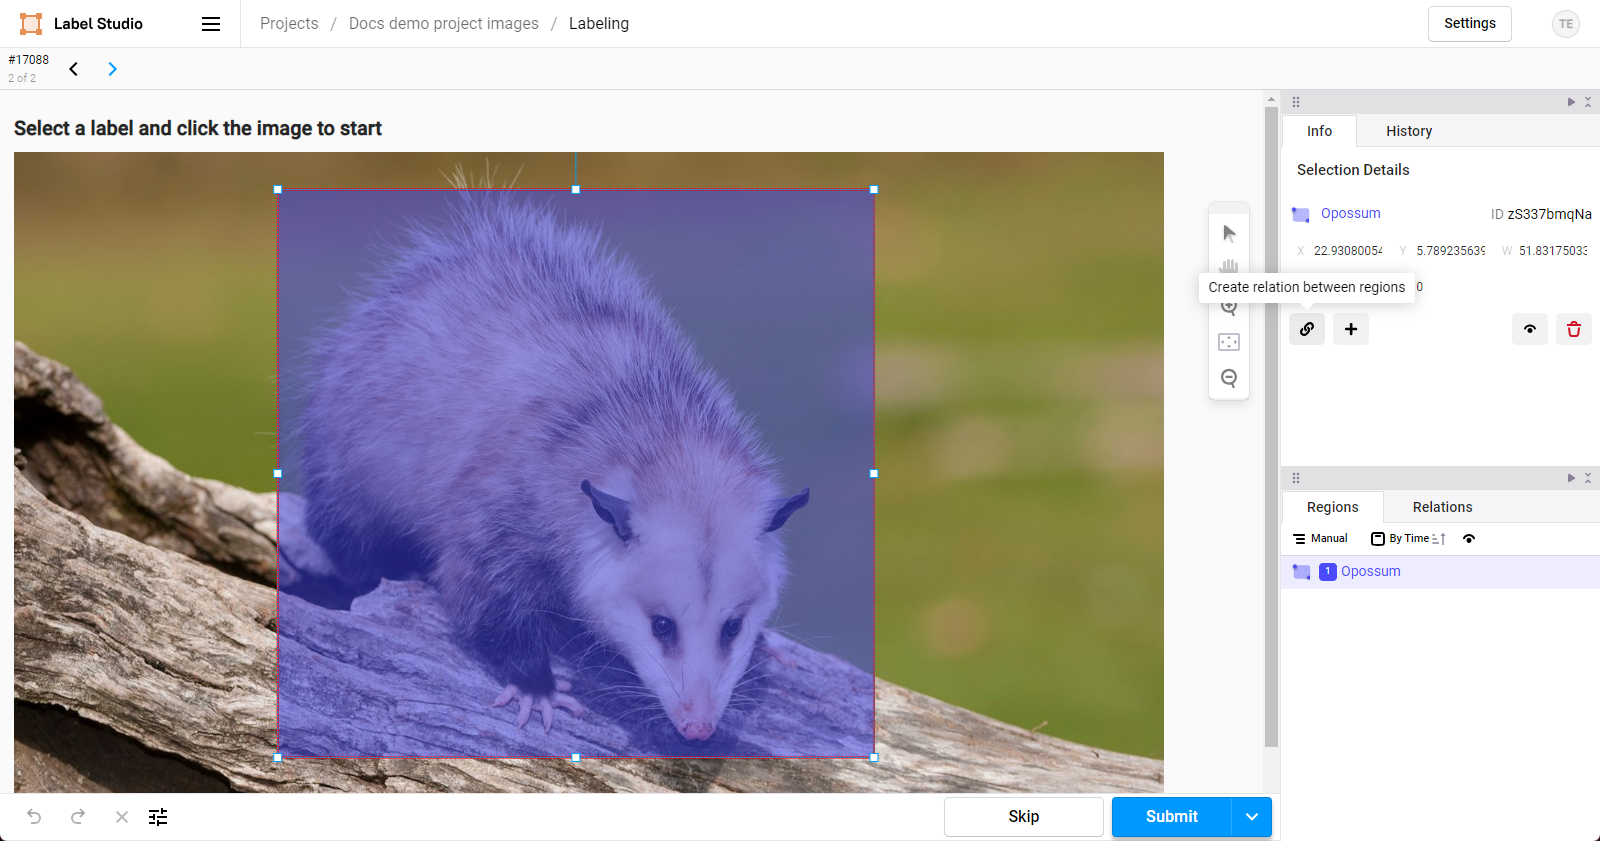 Label Studio
Projects / Docs demo project images / Labeling
Settings
TE
#17088
2 of 2
Select a label and click the image to start
Info
History
Selection Details
Opossum
ID zS337bmqNa
X 22.93080054
Y 5.789235639
W 51.83175033
Create relation between regions
0
Regions
Relations
Manual
By Time
1 Opossum
Skip
Submit